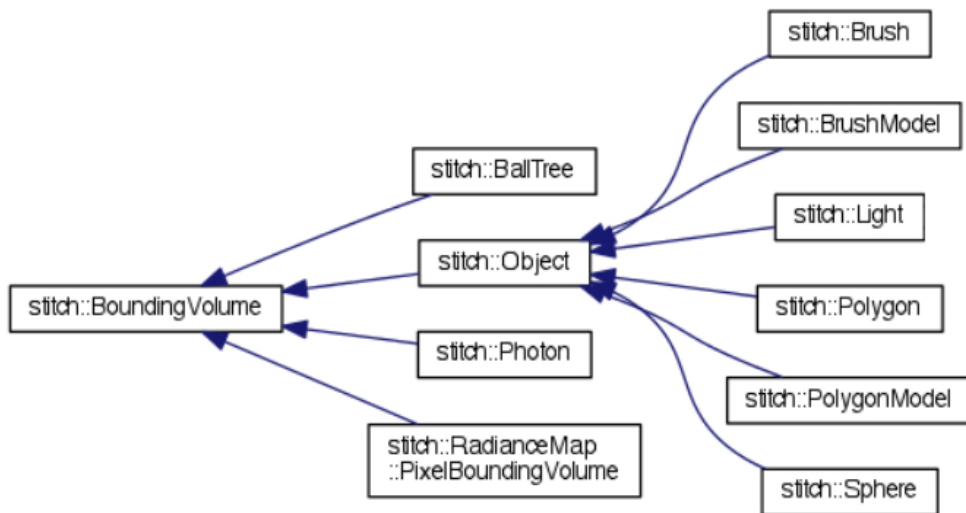 stitch::Brush
stitch::BrushModel
stitch::BallTree
stitch::Light
stitch::Object
stitch::BoundingVolume
stitch::Polygon
stitch::Photon
stitch::PolygonModel
stitch::RadianceMap
::PixelBoundingVolume
stitch::Sphere